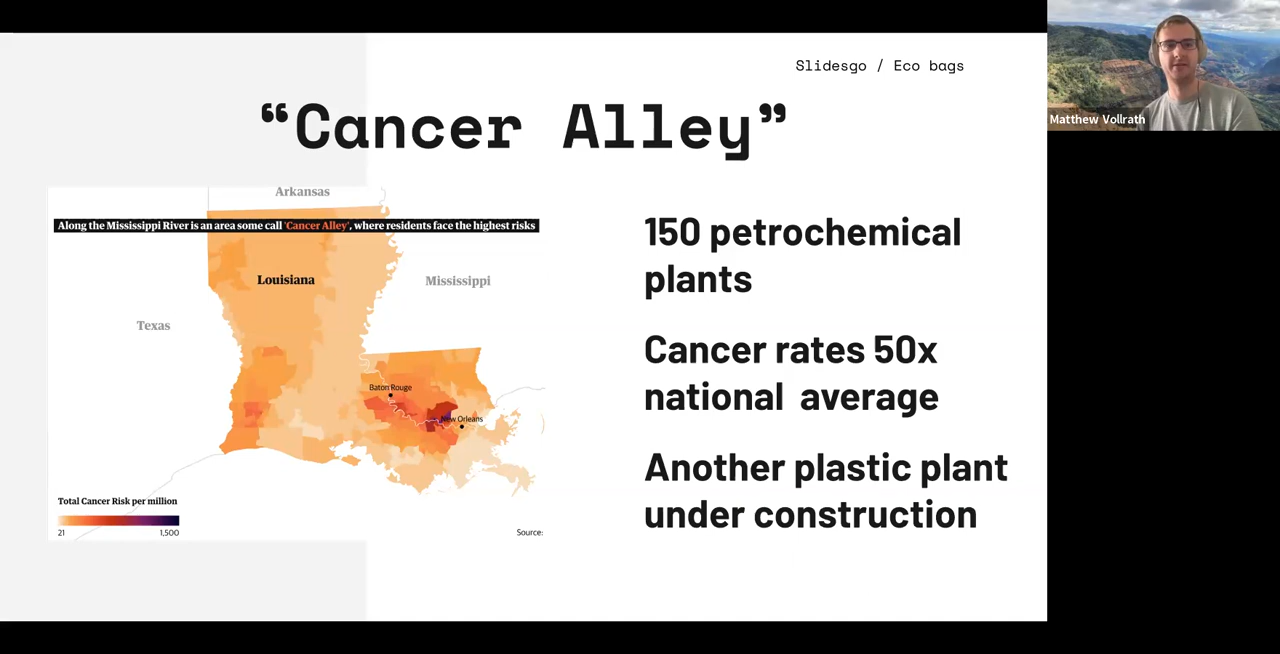 Slidesgo / Eco bags
Matthew Vollrath
“Cancer Alley”
Arkansas
Along the Mississippi River is an area some call 'Cancer Alley', where residents face the highest risks
Louisiana
Mississippi
Texas
Baton Rouge
New Orleans
Total Cancer Risk per million
21
1,500
Source:
150 petrochemical
plants
Cancer rates 50x
national average
Another plastic plant
under construction